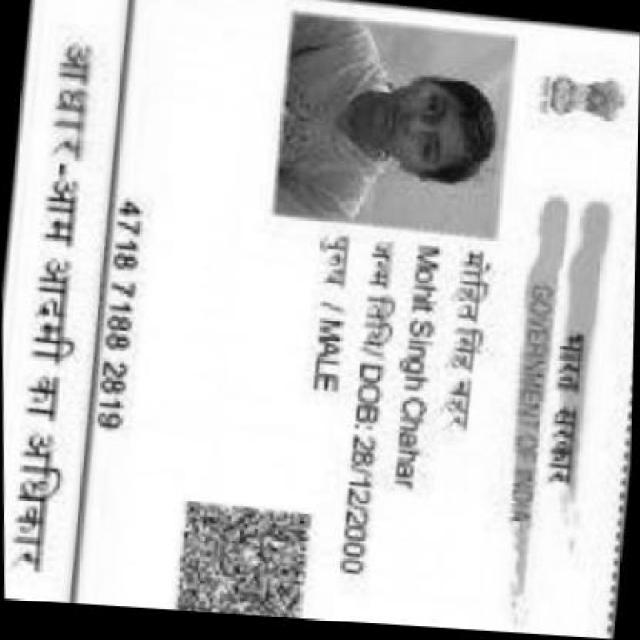 भारत सरकार
GOVERNMENT OF INDIA
मोहित सिंह चहर
Mohit Singh Chahar
जन्म तिथि/ DOB: 28/12/2000
पुरुष / MALE
4718 7188 2819
आधार-आम आदमी का अधिकार